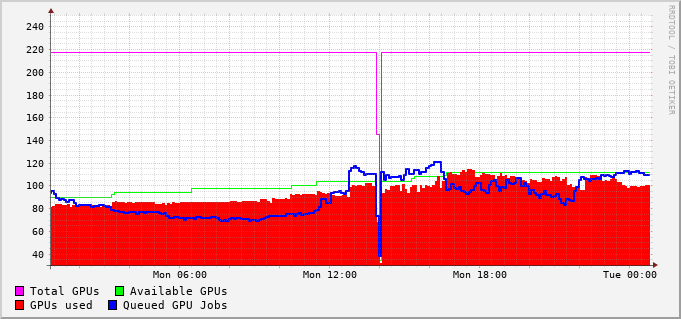 240
220
200
180
160
140
120
100
80
60
40
Mon 06:00 Mon 12:00 Mon 18:00 Tue 00:00
Total GPUs Available GPUs
GPUs used Queued GPU Jobs
RRDTOOL / TOBI OETIKER